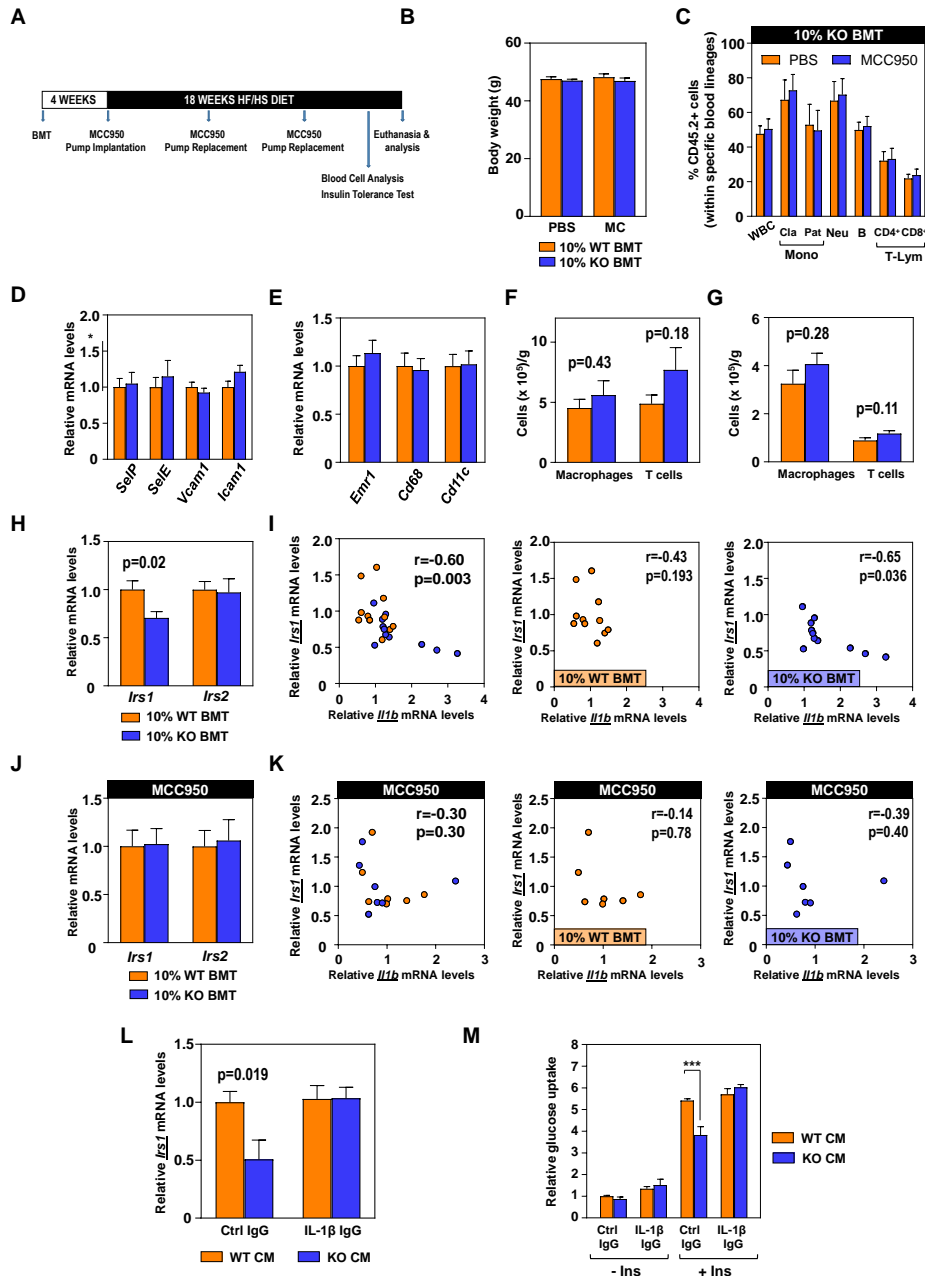 A
4 WEEKS
18 WEEKS HF/HS DIET
BMT
MCC950
Pump Implantation
MCC950
Pump Replacement
MCC950
Pump Replacement
Euthanasia &
analysis
Blood Cell Analysis
Insulin Tolerance Test
B
Body weight (g)
60
40
20
0
PBS
MC
10% WT BMT
10% KO BMT
C
10% KO BMT
PBS
MCC950
% CD45.2+ cells
(within specific blood lineages)
100
80
60
40
20
0
WBC
Cla
Pat
Neu
B
CD4+
CD8+
Mono
T-Lym
D
Relative mRNA levels
2.0
*
1.5
1.0
0.5
0
SelP
SelE
Vcam1
Icam1
E
Relative mRNA levels
1.5
1.0
0.5
0
Emr1
Cd68
Cd11c
F
Cells (x 10⁵)/g
10
5
0
p=0.43
p=0.18
Macrophages
T cells
G
6
4
2
0
p=0.28
p=0.11
Macrophages
T cells
H
Relative mRNA levels
1.5
1.0
0.5
0
p=0.02
Irs1
Irs2
10% WT BMT
10% KO BMT
I
Relative Irs1 mRNA levels
2.0
1.5
1.0
0.5
0
r=-0.60
p=0.003
0
1
2
3
4
Relative Il1b mRNA levels
Relative Irs1 mRNA levels
2.0
1.5
1.0
0.5
0
r=-0.43
p=0.193
10% WT BMT
0
1
2
3
4
Relative Il1b mRNA levels
Relative Irs1 mRNA levels
2.0
1.5
1.0
0.5
0
r=-0.65
p=0.036
10% KO BMT
0
1
2
3
4
Relative Il1b mRNA levels
J
MCC950
Relative mRNA levels
1.5
1.0
0.5
0
Irs1
Irs2
10% WT BMT
10% KO BMT
K
MCC950
Relative Irs1 mRNA levels
2.5
2.0
1.5
1.0
0.5
0
r=-0.30
p=0.30
0
1
2
3
Relative Il1b mRNA levels
MCC950
Relative Irs1 mRNA levels
2.5
2.0
1.5
1.0
0.5
0
r=-0.14
p=0.78
10% WT BMT
0
1
2
3
Relative Il1b mRNA levels
MCC950
Relative Irs1 mRNA levels
2.5
2.0
1.5
1.0
0.5
0
r=-0.39
p=0.40
10% KO BMT
0
1
2
3
Relative Il1b mRNA levels
L
Relative Irs1 mRNA levels
1.5
1.0
0.5
0
p=0.019
Ctrl IgG
IL-1β IgG
WT CM
KO CM
M
Relative glucose uptake
8
7
6
5
4
3
2
1
0
***
Ctrl
IgG
IL-1β
IgG
Ctrl
IgG
IL-1β
IgG
- Ins
+ Ins
WT CM
KO CM